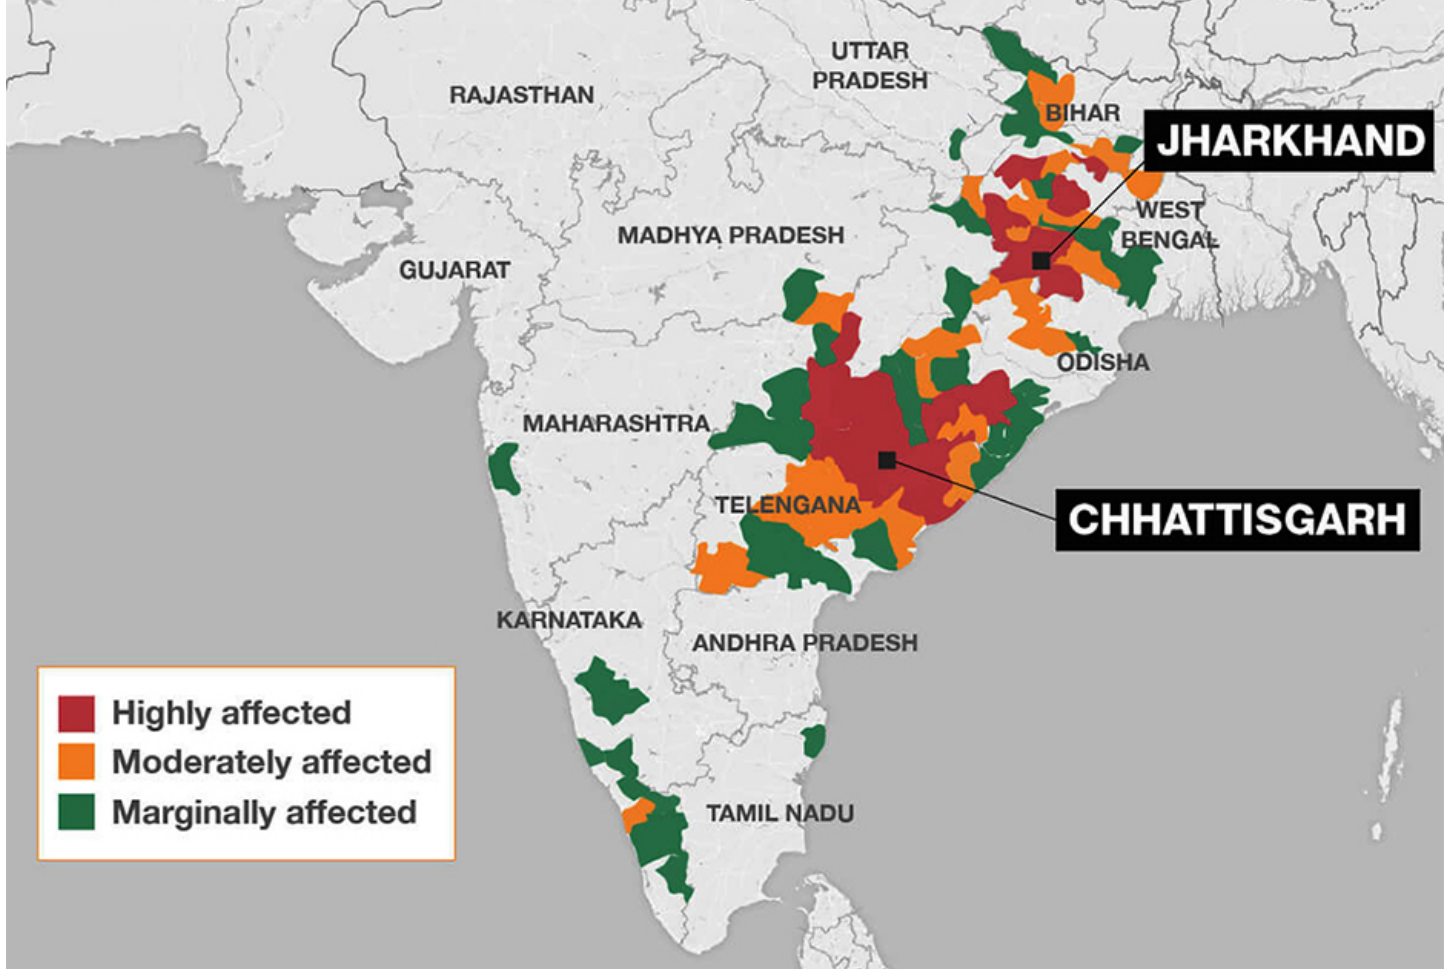 UTTAR
PRADESH
RAJASTHAN
BIHAR
JHARKHAND
WEST
BENGAL
MADHYA PRADESH
GUJARAT
ODISHA
MAHARASHTRA
TELENGANA
CHHATTISGARH
KARNATAKA
ANDHRA PRADESH
Highly affected
Moderately affected
Marginally affected
TAMIL NADU